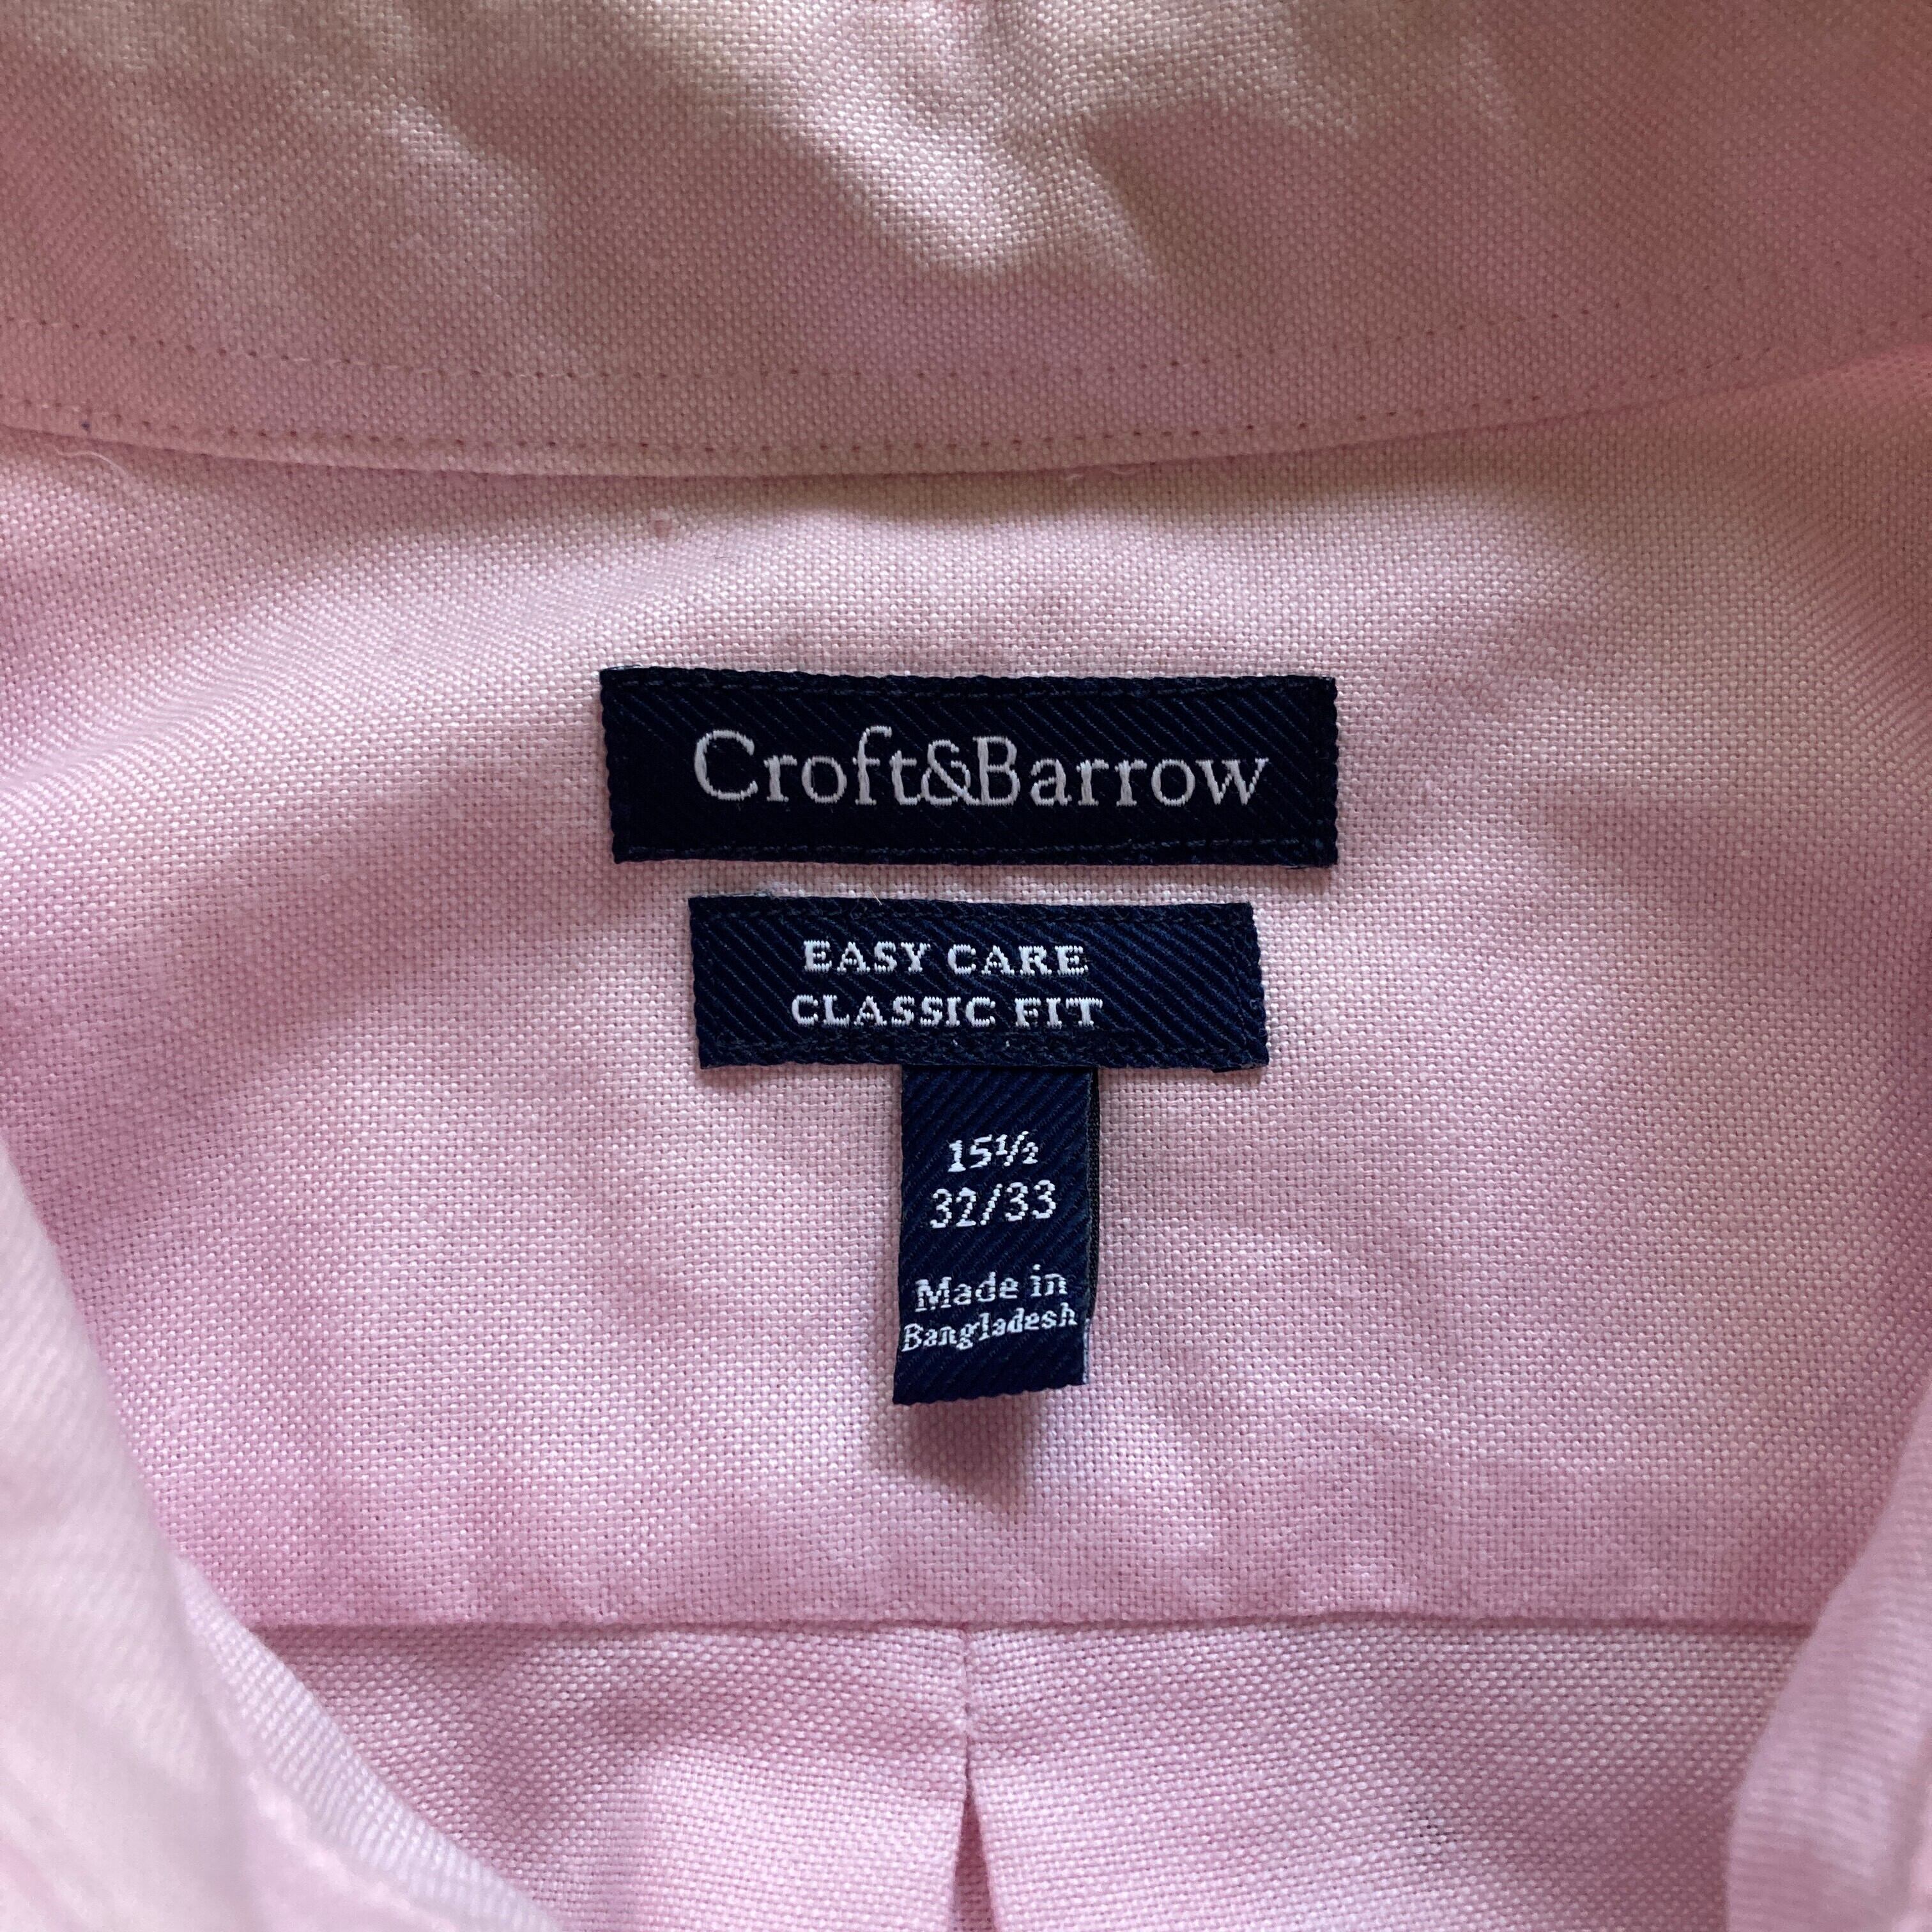 Croft&Barrow
EASY CARE
CLASSIC FIT
15½
32/33
Made in
Bangladesh